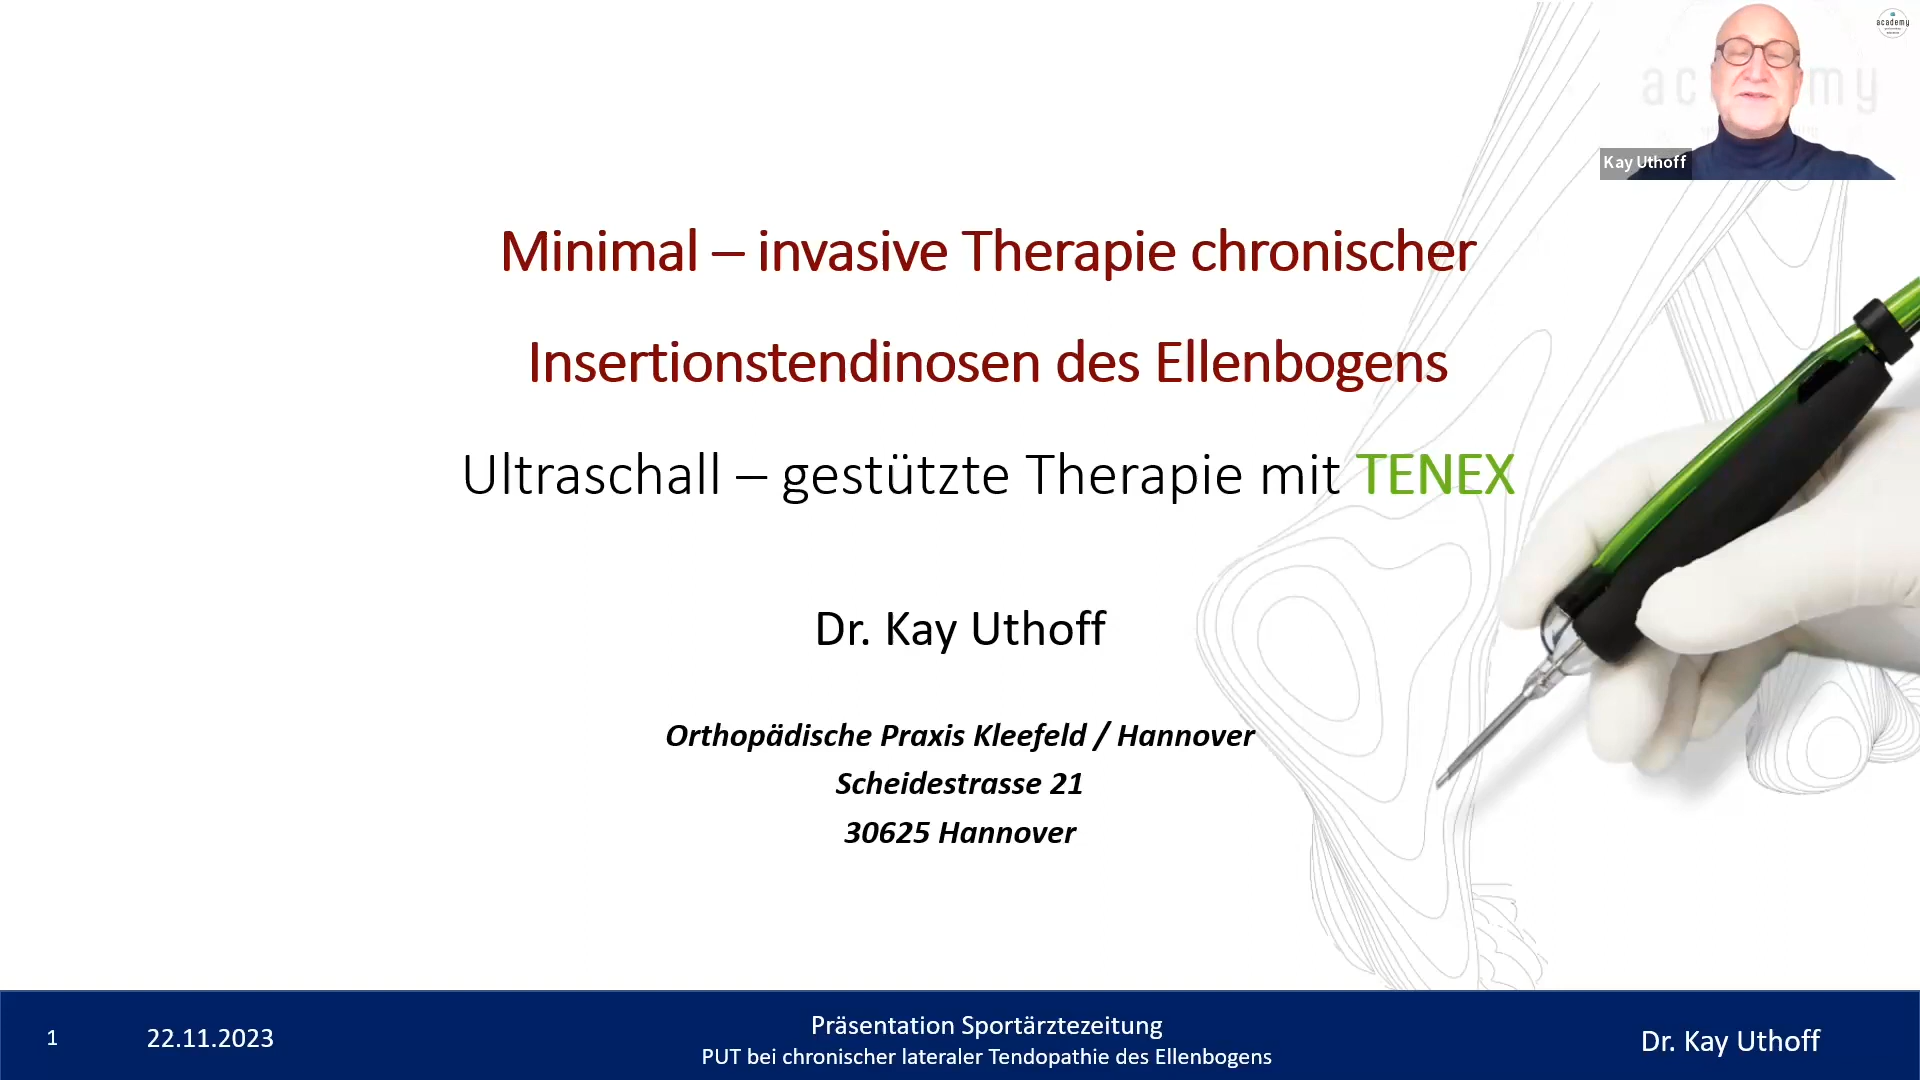 academy
Kay Uthoff
Minimal – invasive Therapie chronischer
Insertionstendinosen des Ellenbogens
Ultraschall – gestützte Therapie mit TENEX
Dr. Kay Uthoff
Orthopädische Praxis Kleefeld / Hannover
Scheidestrasse 21
30625 Hannover
1
22.11.2023
Präsentation Sportärztezeitung
PUT bei chronischer lateraler Tendopathie des Ellenbogens
Dr. Kay Uthoff